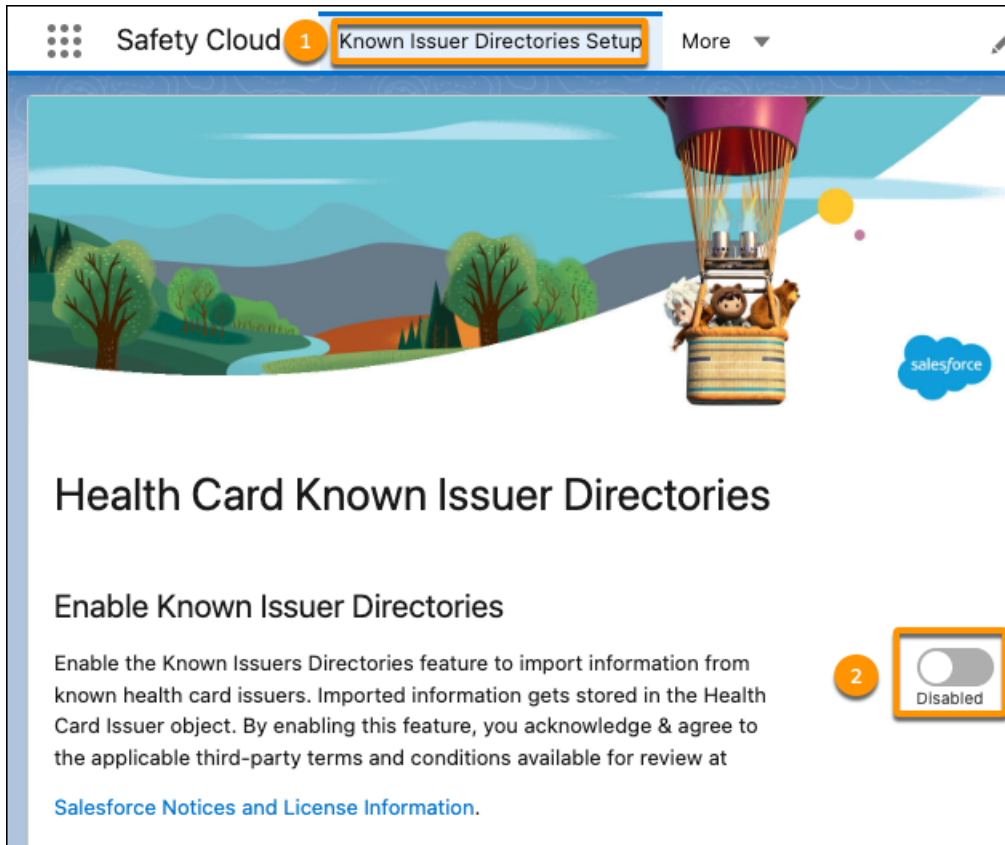 Safety Cloud 1 Known Issuer Directories Setup More
salesforce
Health Card Known Issuer Directories
Enable Known Issuer Directories
Enable the Known Issuers Directories feature to import information from
known health card issuers. Imported information gets stored in the Health
Card Issuer object. By enabling this feature, you acknowledge & agree to
the applicable third-party terms and conditions available for review at
Salesforce Notices and License Information.
2
Disabled